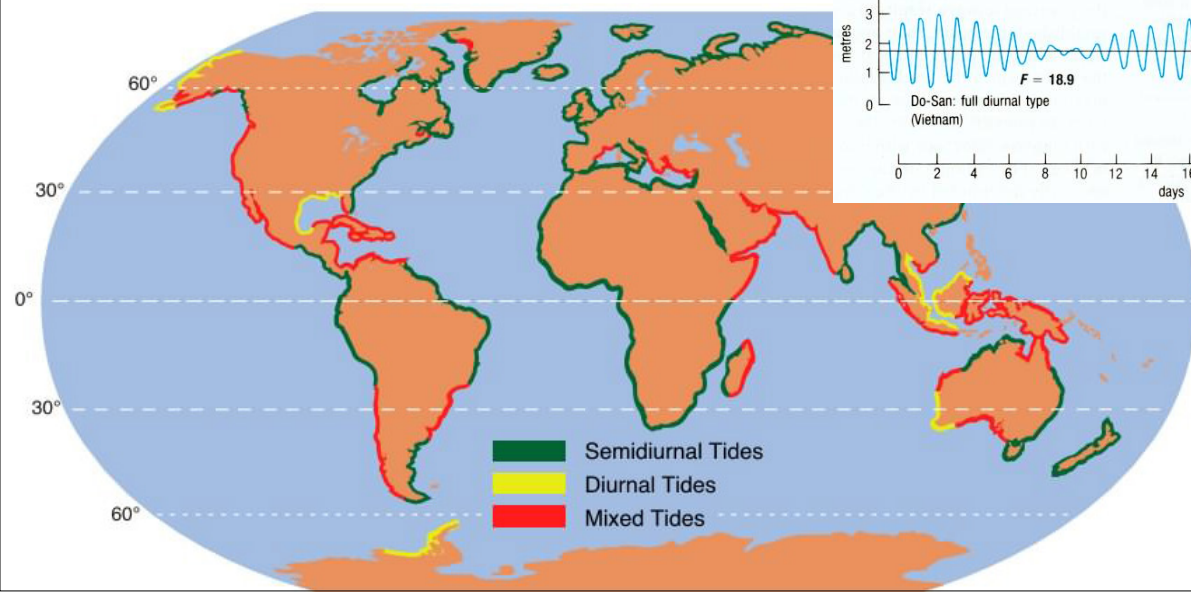 metres
3
2
1
0
F = 18.9
Do-San: full diurnal type
(Vietnam)
0 2 4 6 8 10 12 14 16
days
60°
30°
0°
30°
60°
Semidiurnal Tides
Diurnal Tides
Mixed Tides